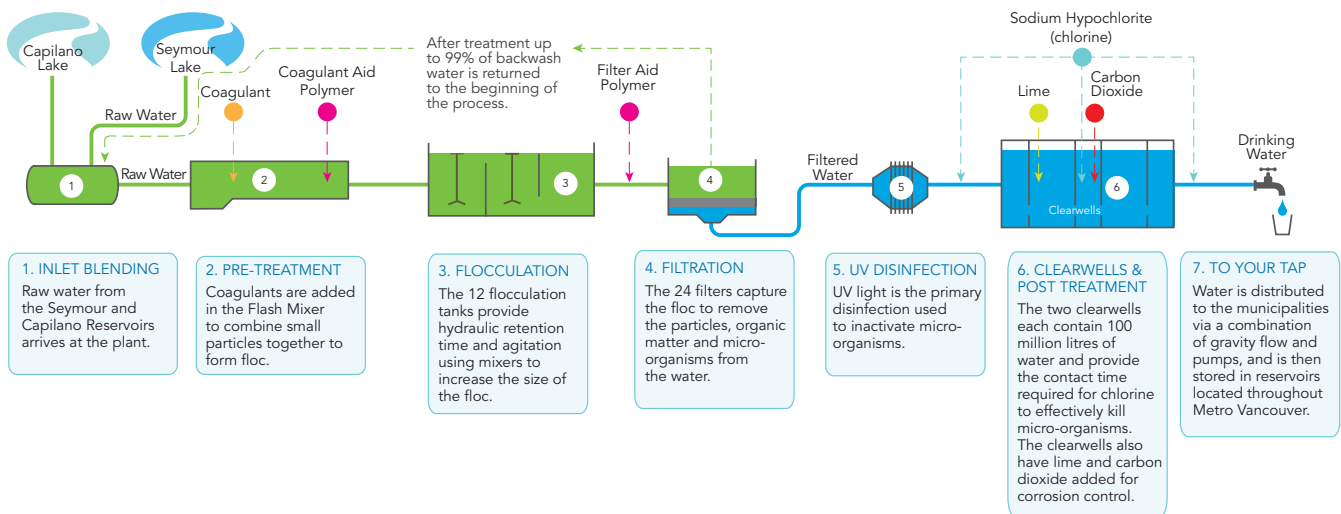 Capilano
Lake
Seymour
Lake
Raw Water
Raw Water
Coagulant
Coagulant Aid
Polymer
After treatment up
to 99% of backwash
water is returned
to the beginning of
the process.
Filter Aid
Polymer
Filtered
Water
Sodium Hypochlorite
(chlorine)
Lime
Carbon
Dioxide
Drinking
Water
1
2
3
4
5
6
Clearwells
1. INLET BLENDING
Raw water from
the Seymour and
Capilano Reservoirs
arrives at the plant.
2. PRE-TREATMENT
Coagulants are added
in the Flash Mixer
to combine small
particles together to
form floc.
3. FLOCCULATION
The 12 flocculation
tanks provide
hydraulic retention
time and agitation
using mixers to
increase the size of
the floc.
4. FILTRATION
The 24 filters capture
the floc to remove
the particles, organic
matter and micro-
organisms from
the water.
5. UV DISINFECTION
UV light is the primary
disinfection used
to inactivate micro-
organisms.
6. CLEARWELLS &
POST TREATMENT
The two clearwells
each contain 100
million litres of
water and provide
the contact time
required for chlorine
to effectively kill
micro-organisms.
The clearwells also
have lime and carbon
dioxide added for
corrosion control.
7. TO YOUR TAP
Water is distributed
to the municipalities
via a combination
of gravity flow and
pumps, and is then
stored in reservoirs
located throughout
Metro Vancouver.